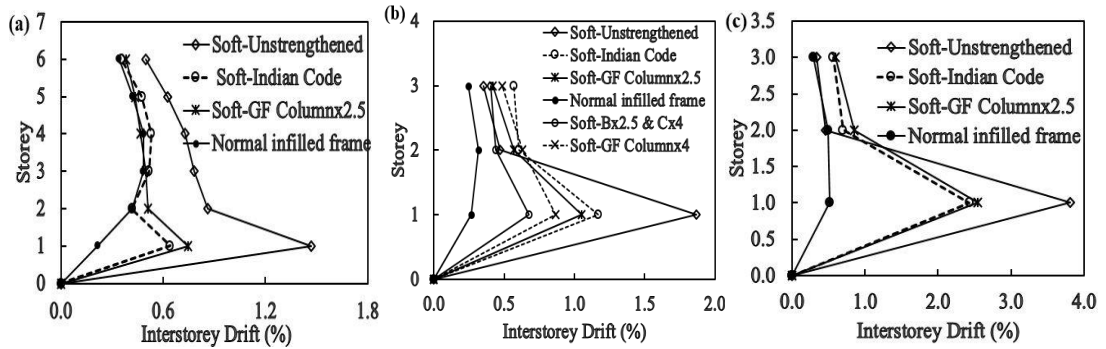 (a)
6
5
4
3
2
1
0
Storey
0.0 0.6 1.2 1.8
Interstorey Drift (%)
Soft-Unstrengthened
Soft-Indian Code
Soft-GF Columnx2.5
Normal infilled frame
(b)
4
3
2
1
0
Storey
0.0 0.5 1.0 1.5 2.0
Interstorey Drift (%)
Soft-Unstrengthened
Soft-Indian Code
Soft-GF Columnx2.5
Normal infilled frame
Soft-Bx2.5 & Cx4
Soft-GF Columnx4
(c)
3.5
3.0
2.5
2.0
1.5
1.0
0.5
0.0
Storey
0.0 1.0 2.0 3.0 4.0
Interstorey Drift (%)
Soft-Unstrengthened
Soft-Indian Code
Soft-GF Columnx2.5
Normal infilled frame